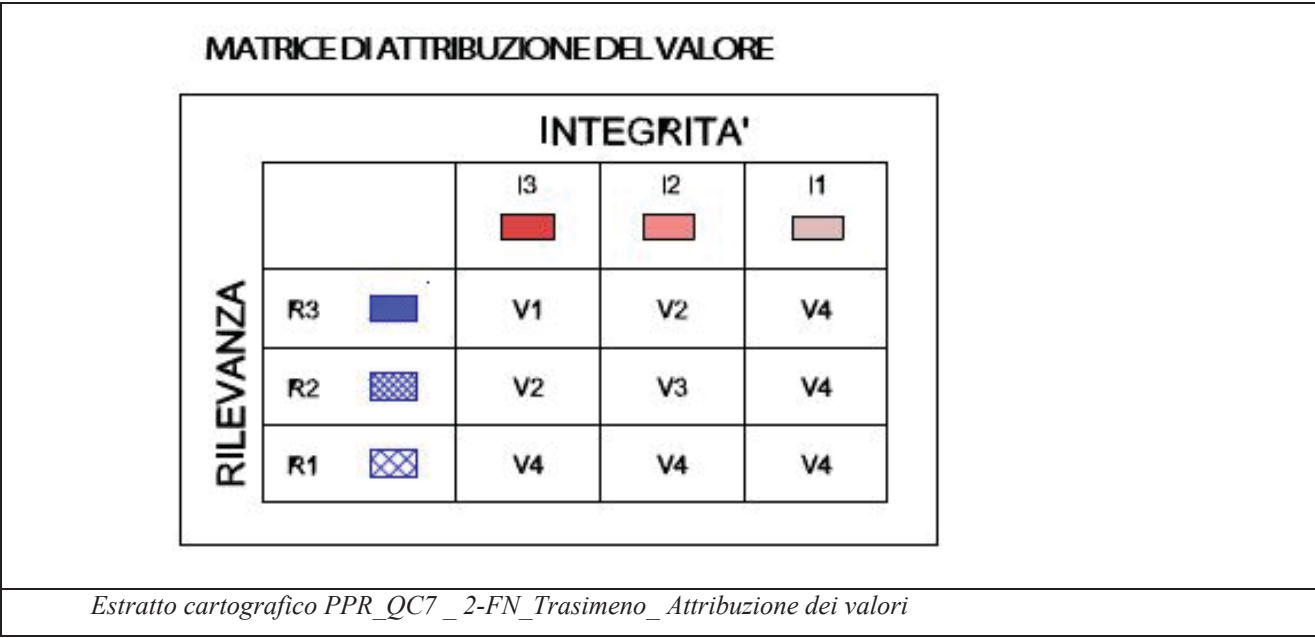 MATRICE DI ATTRIBUZIONE DEL VALORE
INTEGRITA'
I3 I2 I1
RILEVANZA
R3 V1 V2 V4
R2 V2 V3 V4
R1 V4 V4 V4
Estratto cartografico PPR_QC7 _ 2-FN_Trasimeno_ Attribuzione dei valori